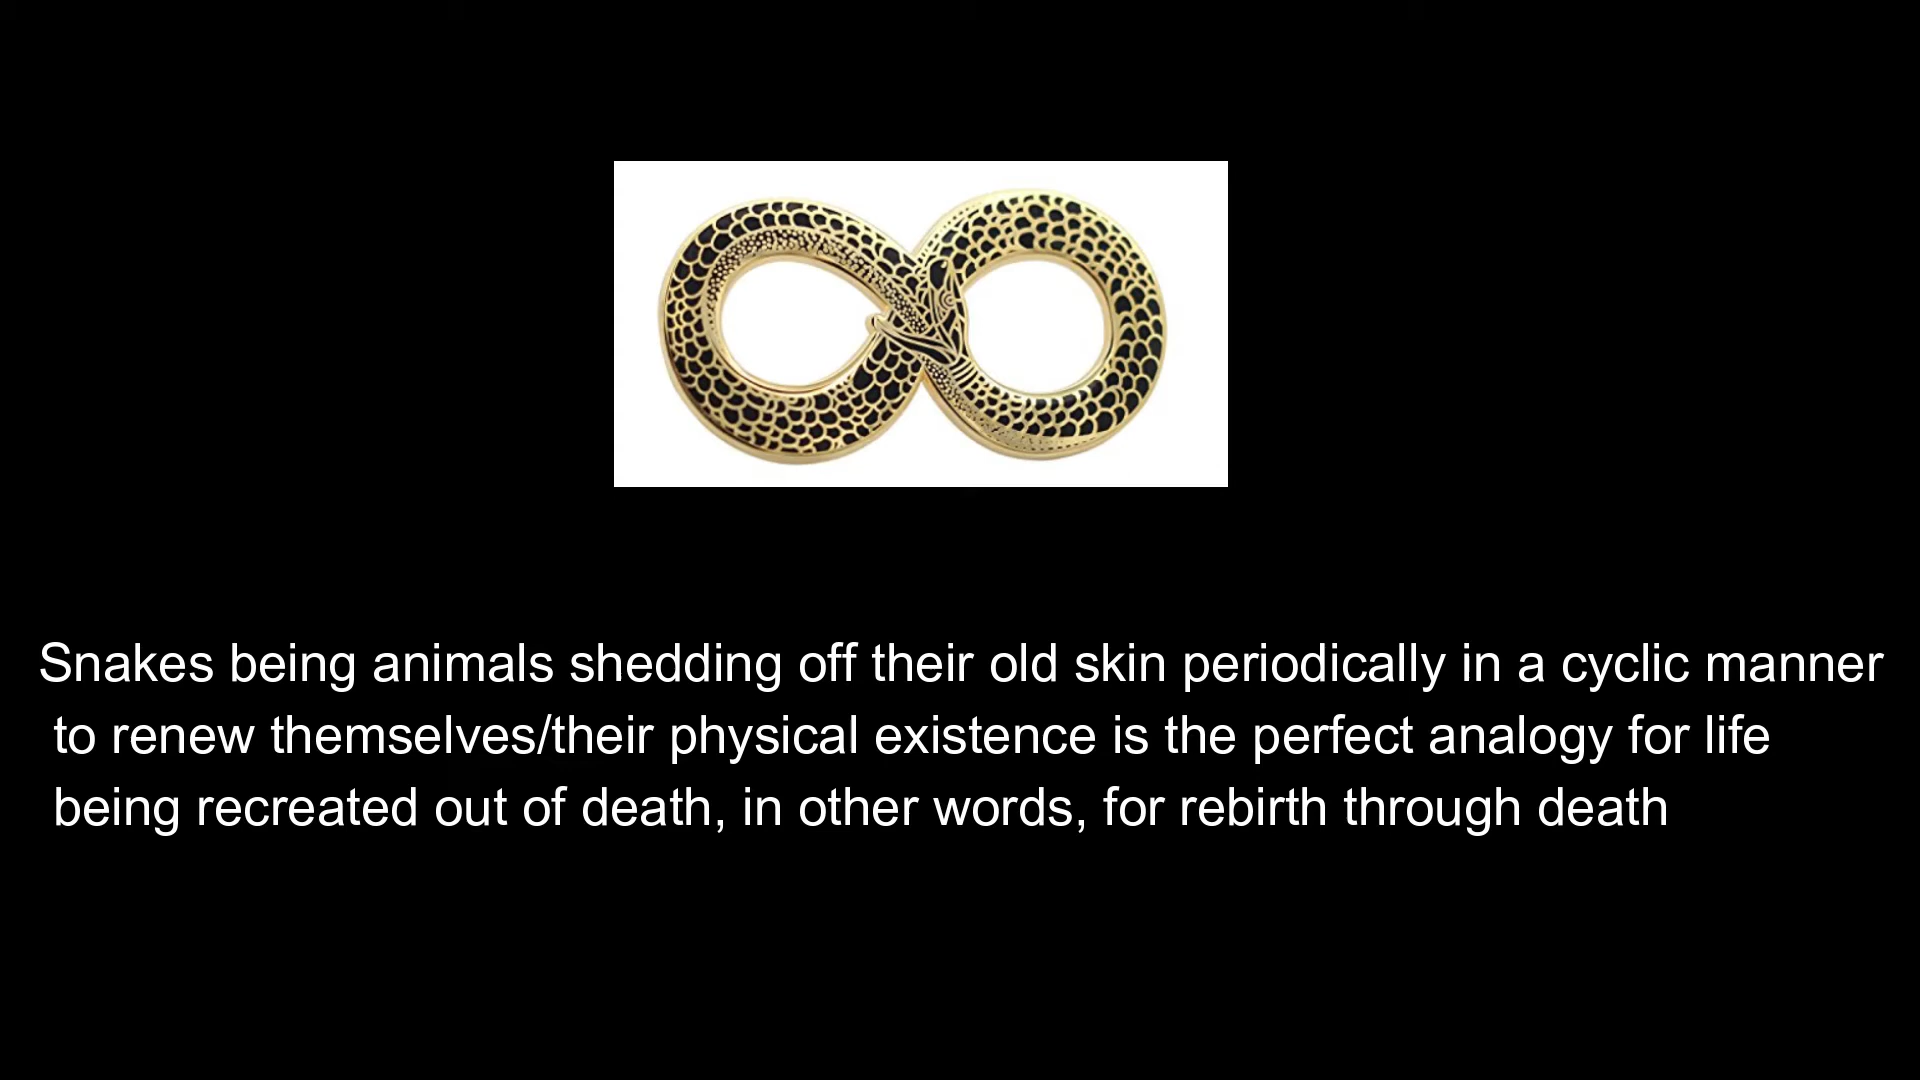 Snakes being animals shedding off their old skin periodically in a cyclic manner
to renew themselves/their physical existence is the perfect analogy for life
being recreated out of death, in other words, for rebirth through death